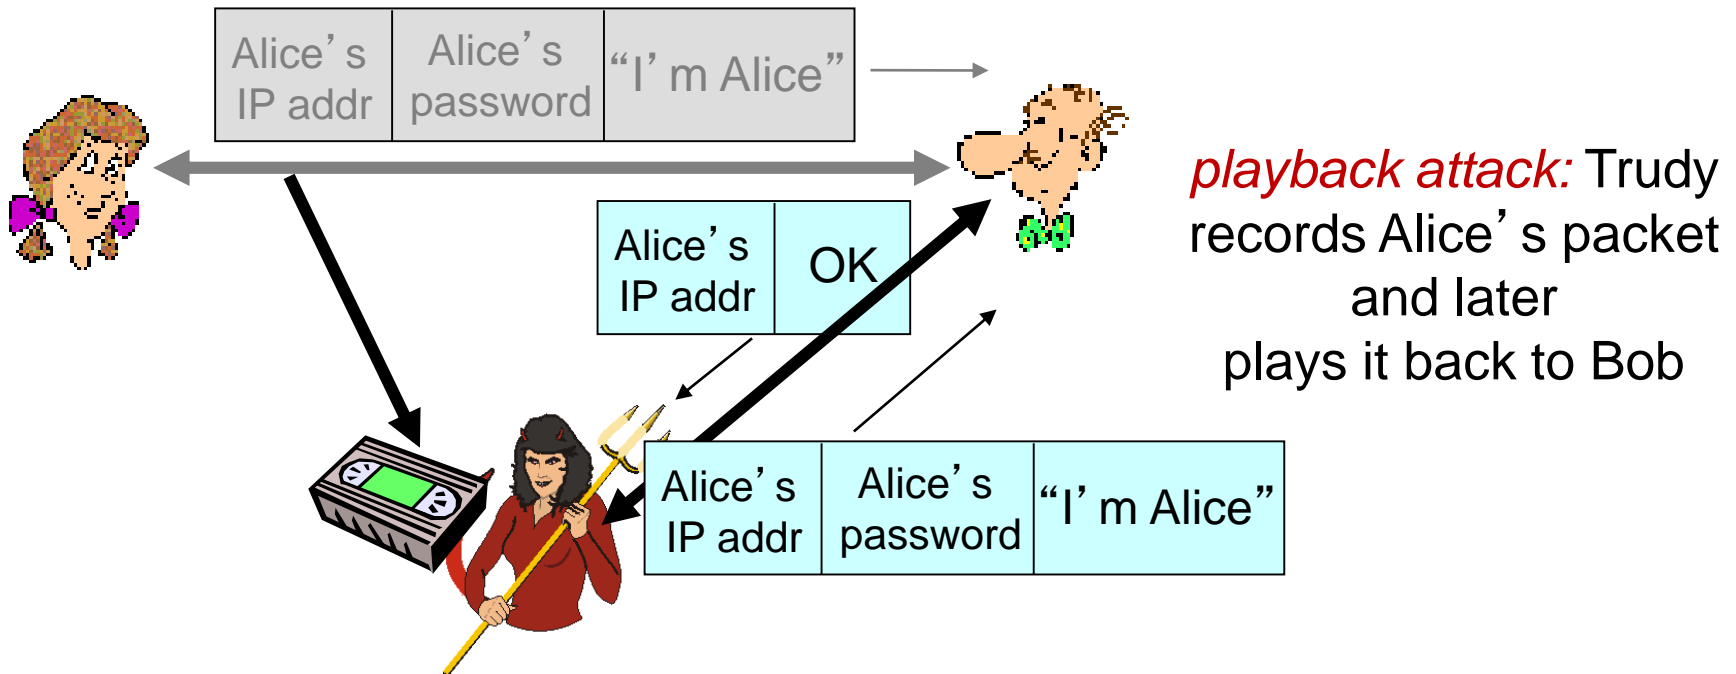 Alice’s
IP addr
Alice’s
password
“I’m Alice”
playback attack: Trudy
records Alice’s packet
and later
plays it back to Bob
Alice’s
IP addr
OK
Alice’s
IP addr
Alice’s
password
“I’m Alice”